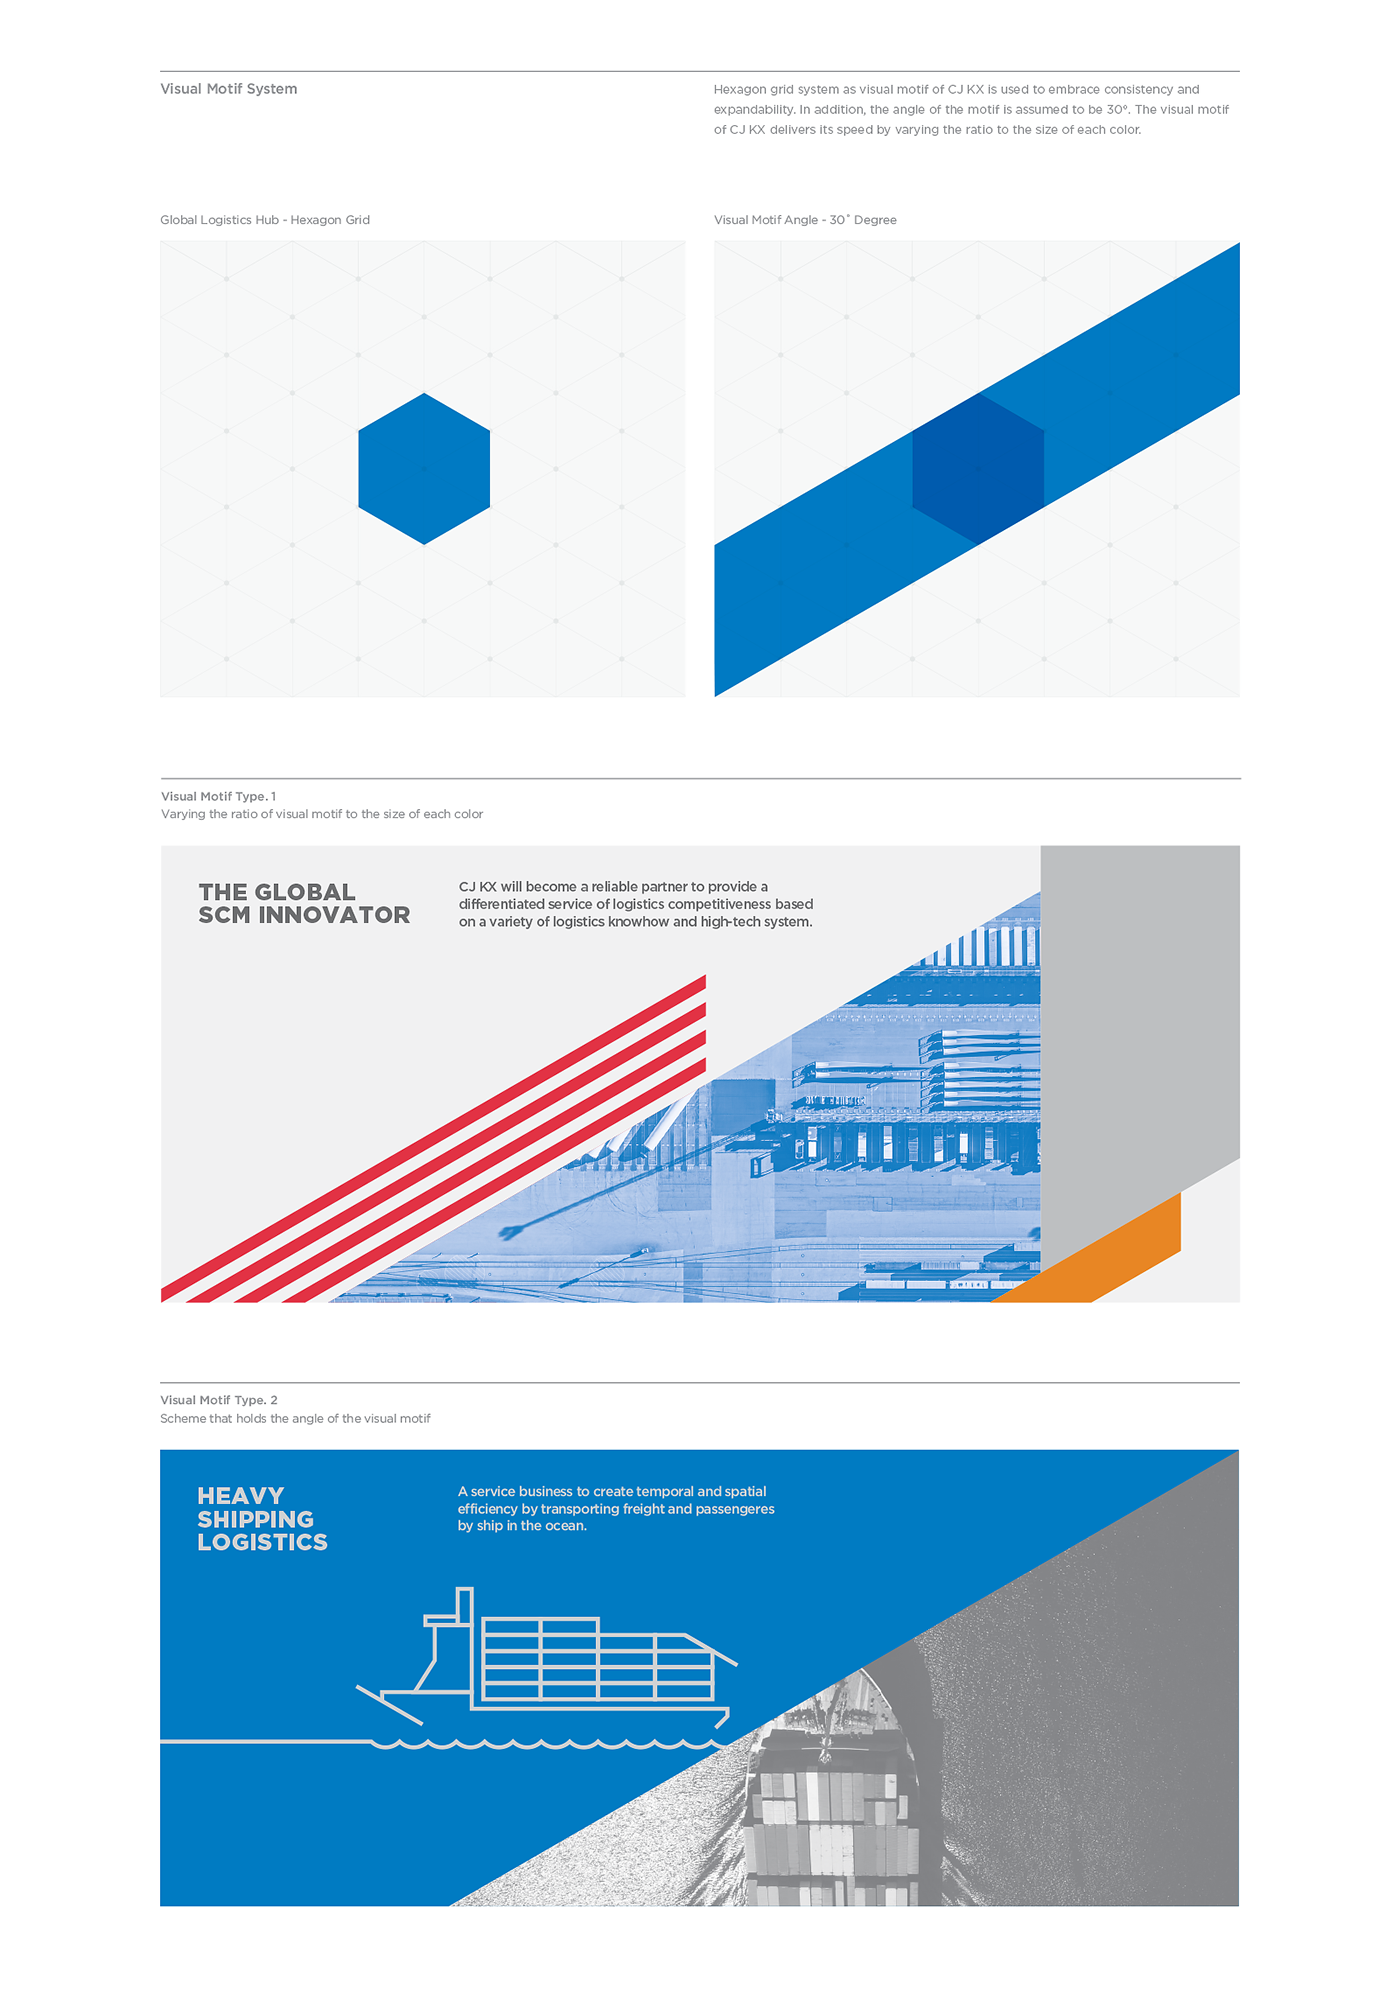 Visual Motif System
Hexagon grid system as visual motif of CJ KX is used to embrace consistency and
expandability. In addition, the angle of the motif is assumed to be 30°. The visual motif
of CJ KX delivers its speed by varying the ratio to the size of each color.
Global Logistics Hub - Hexagon Grid
Visual Motif Angle - 30˚ Degree
Visual Motif Type. 1
Varying the ratio of visual motif to the size of each color
THE GLOBAL
SCM INNOVATOR
CJ KX will become a reliable partner to provide a
differentiated service of logistics competitiveness based
on a variety of logistics knowhow and high-tech system.
Visual Motif Type. 2
Scheme that holds the angle of the visual motif
HEAVY
SHIPPING
LOGISTICS
A service business to create temporal and spatial
efficiency by transporting freight and passengeres
by ship in the ocean.